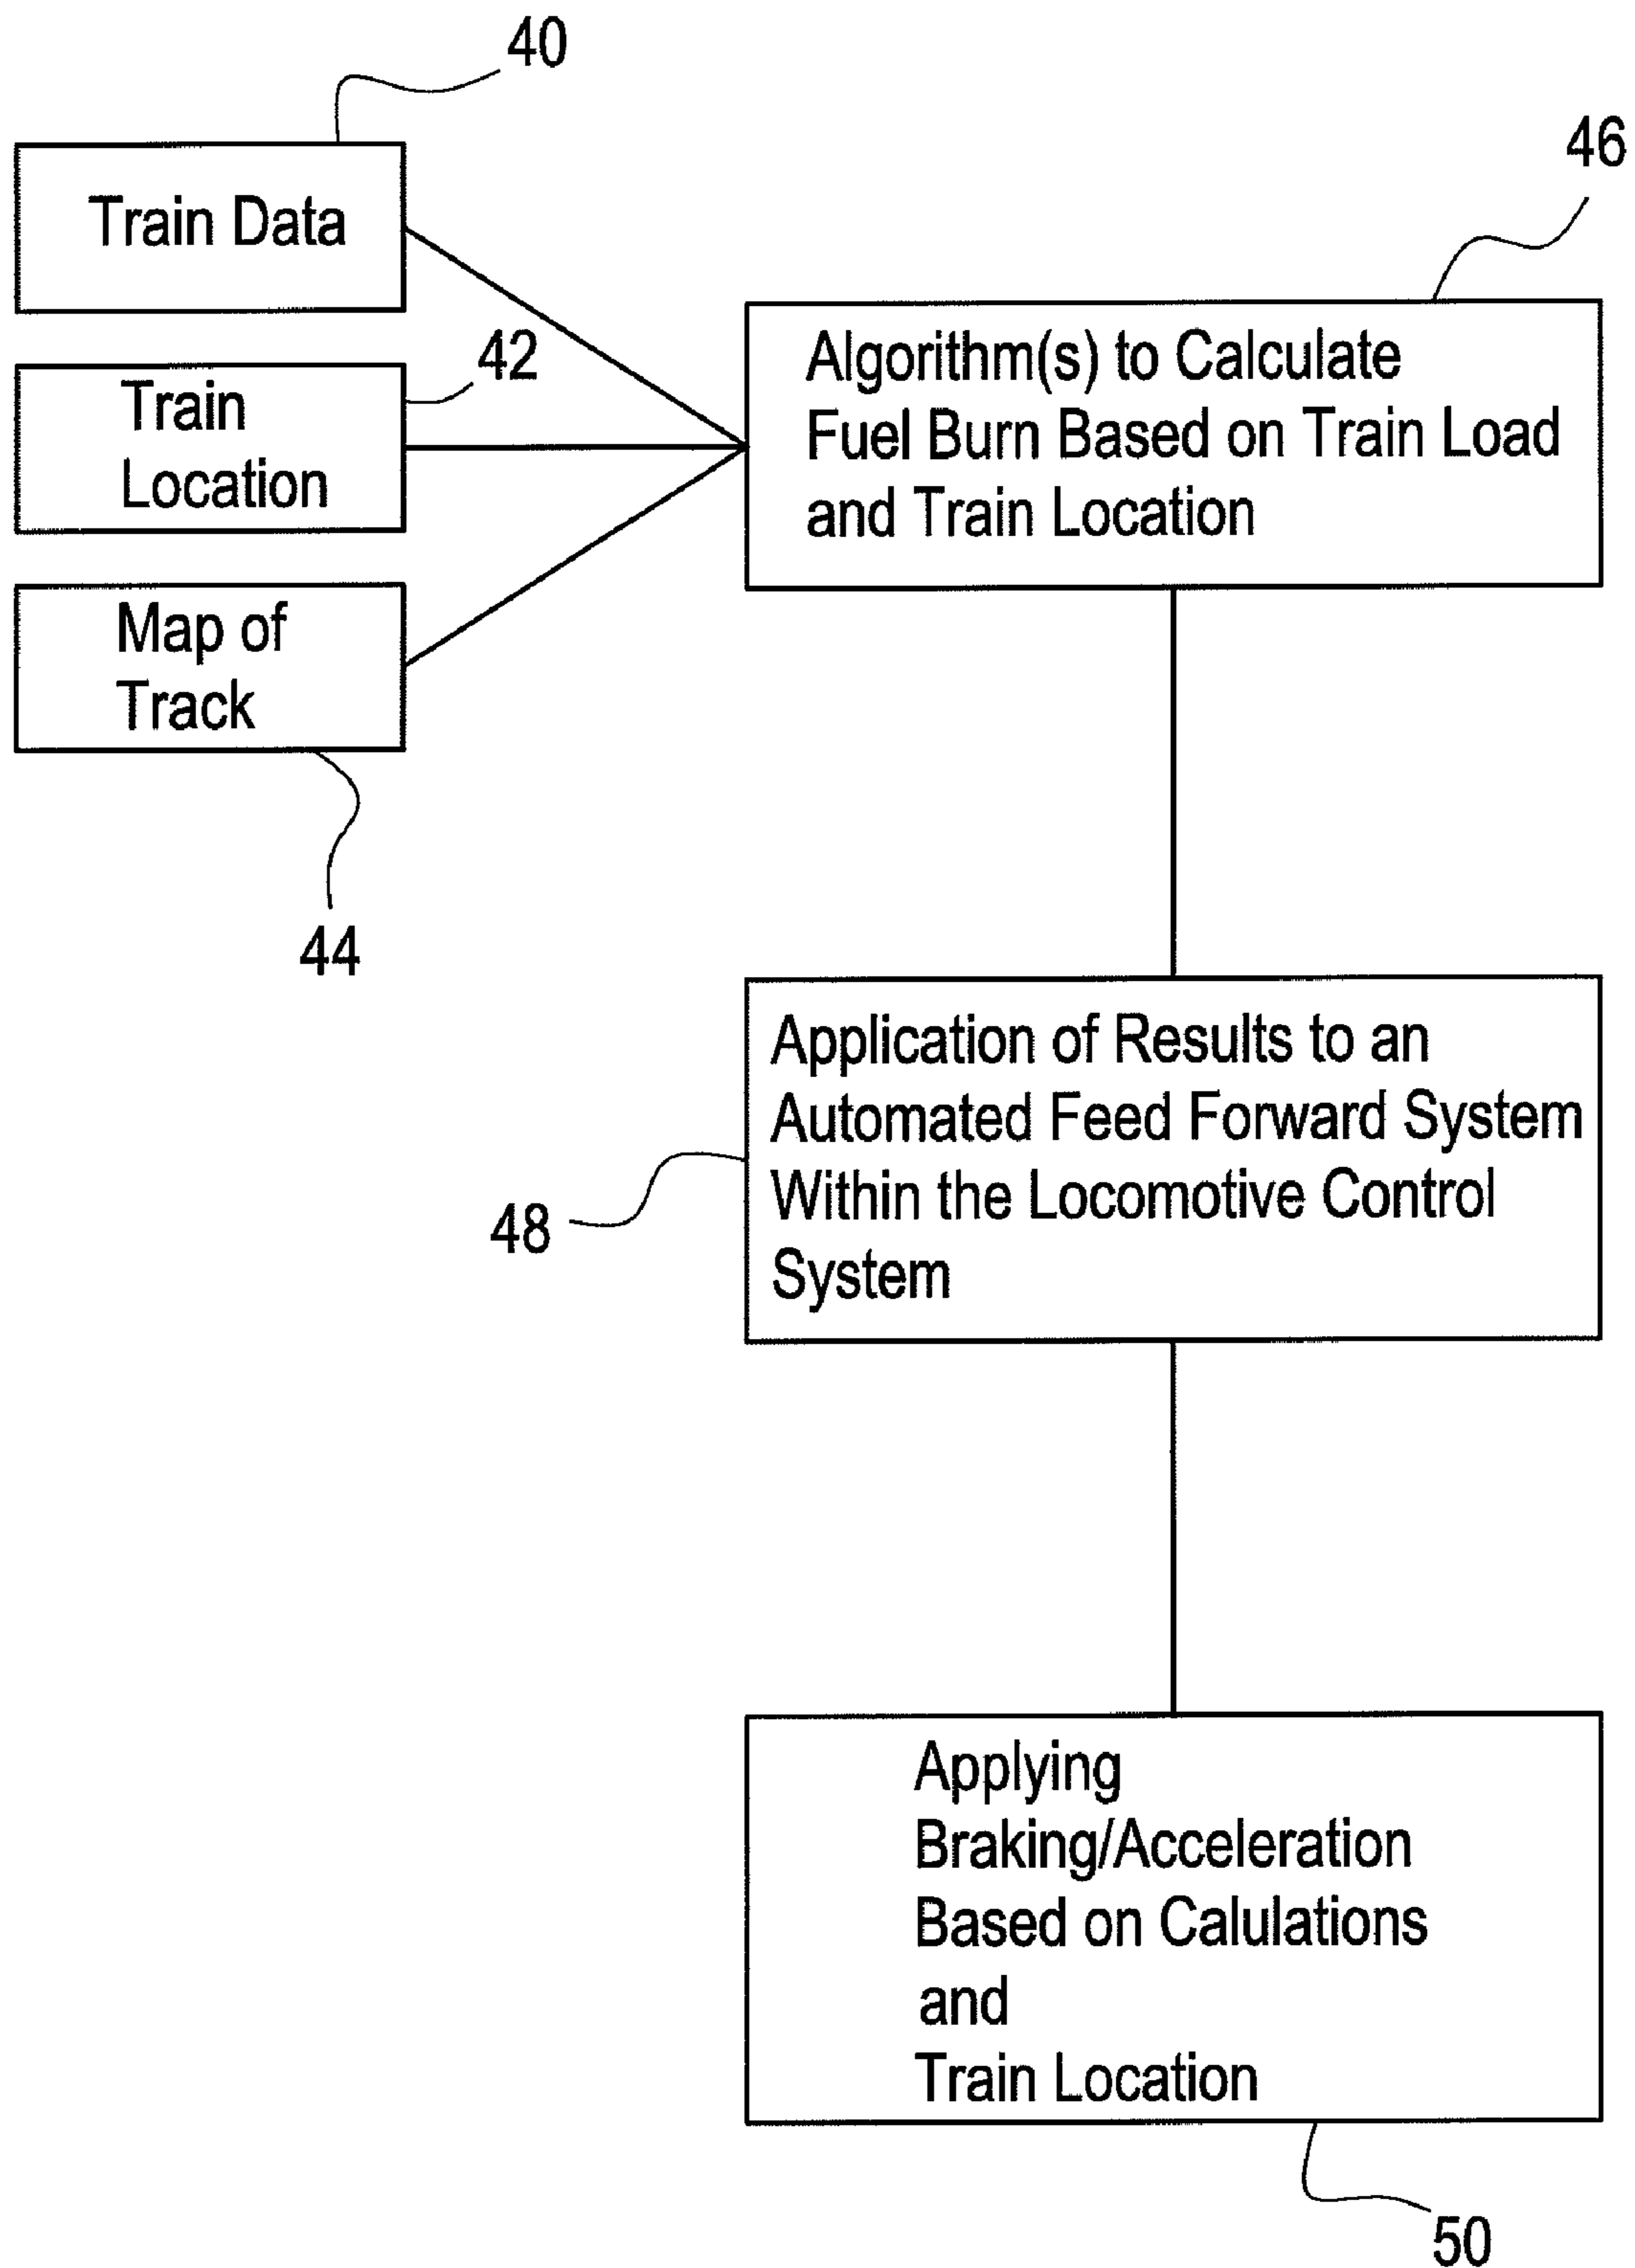 40
Train Data
42
Train
Location
Map of
Track
44
46
Algorithm(s) to Calculate
Fuel Burn Based on Train Load
and Train Location
Application of Results to an
Automated Feed Forward System
Within the Locomotive Control
System
48
Applying
Braking/Acceleration
Based on Calulations
and
Train Location
50